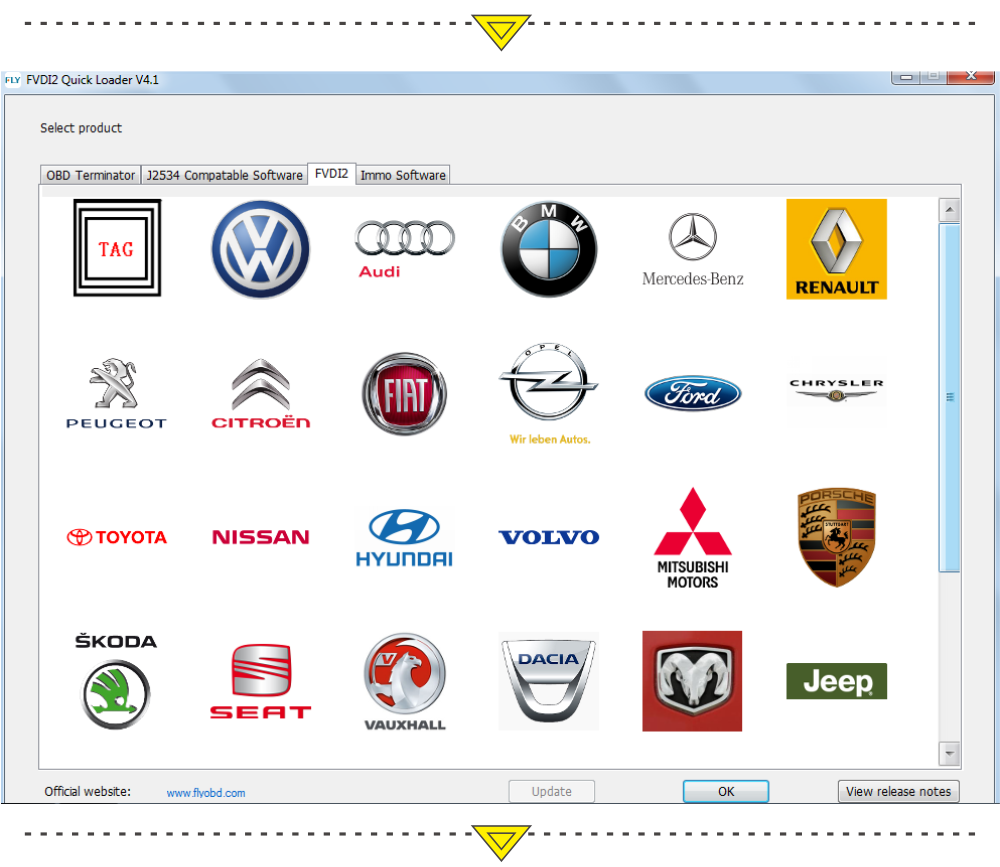 FLY FVDI2 Quick Loader V4.1
Select product
OBD Terminator J2534 Compatable Software FVDI2 Immo Software
TAG
Audi
BMW
Mercedes-Benz
RENAULT
PEUGEOT
CITROËN
FIAT
OPEL
Wir leben Autos.
Ford
CHRYSLER
TOYOTA
NISSAN
HYUNDAI
VOLVO
MITSUBISHI
MOTORS
PORSCHE
STUTTGART
ŠKODA
SEAT
V
VAUXHALL
DACIA
Jeep
Official website: www.flyobd.com Update OK View release notes